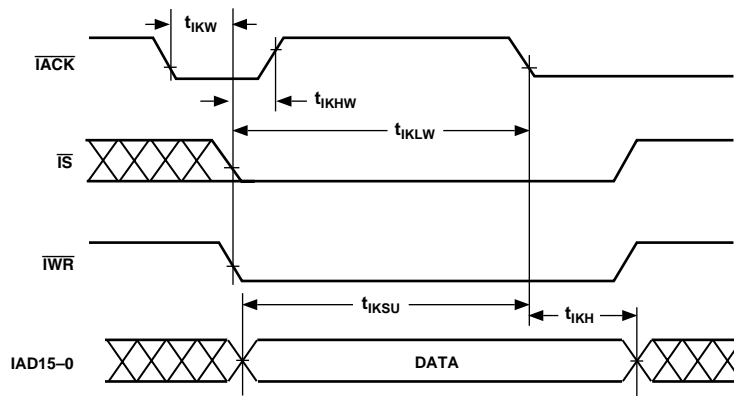 tIKW
IACK
tIKHW
tIKLW
IS
IWR
tIKSU
tIKH
IAD15–0
DATA